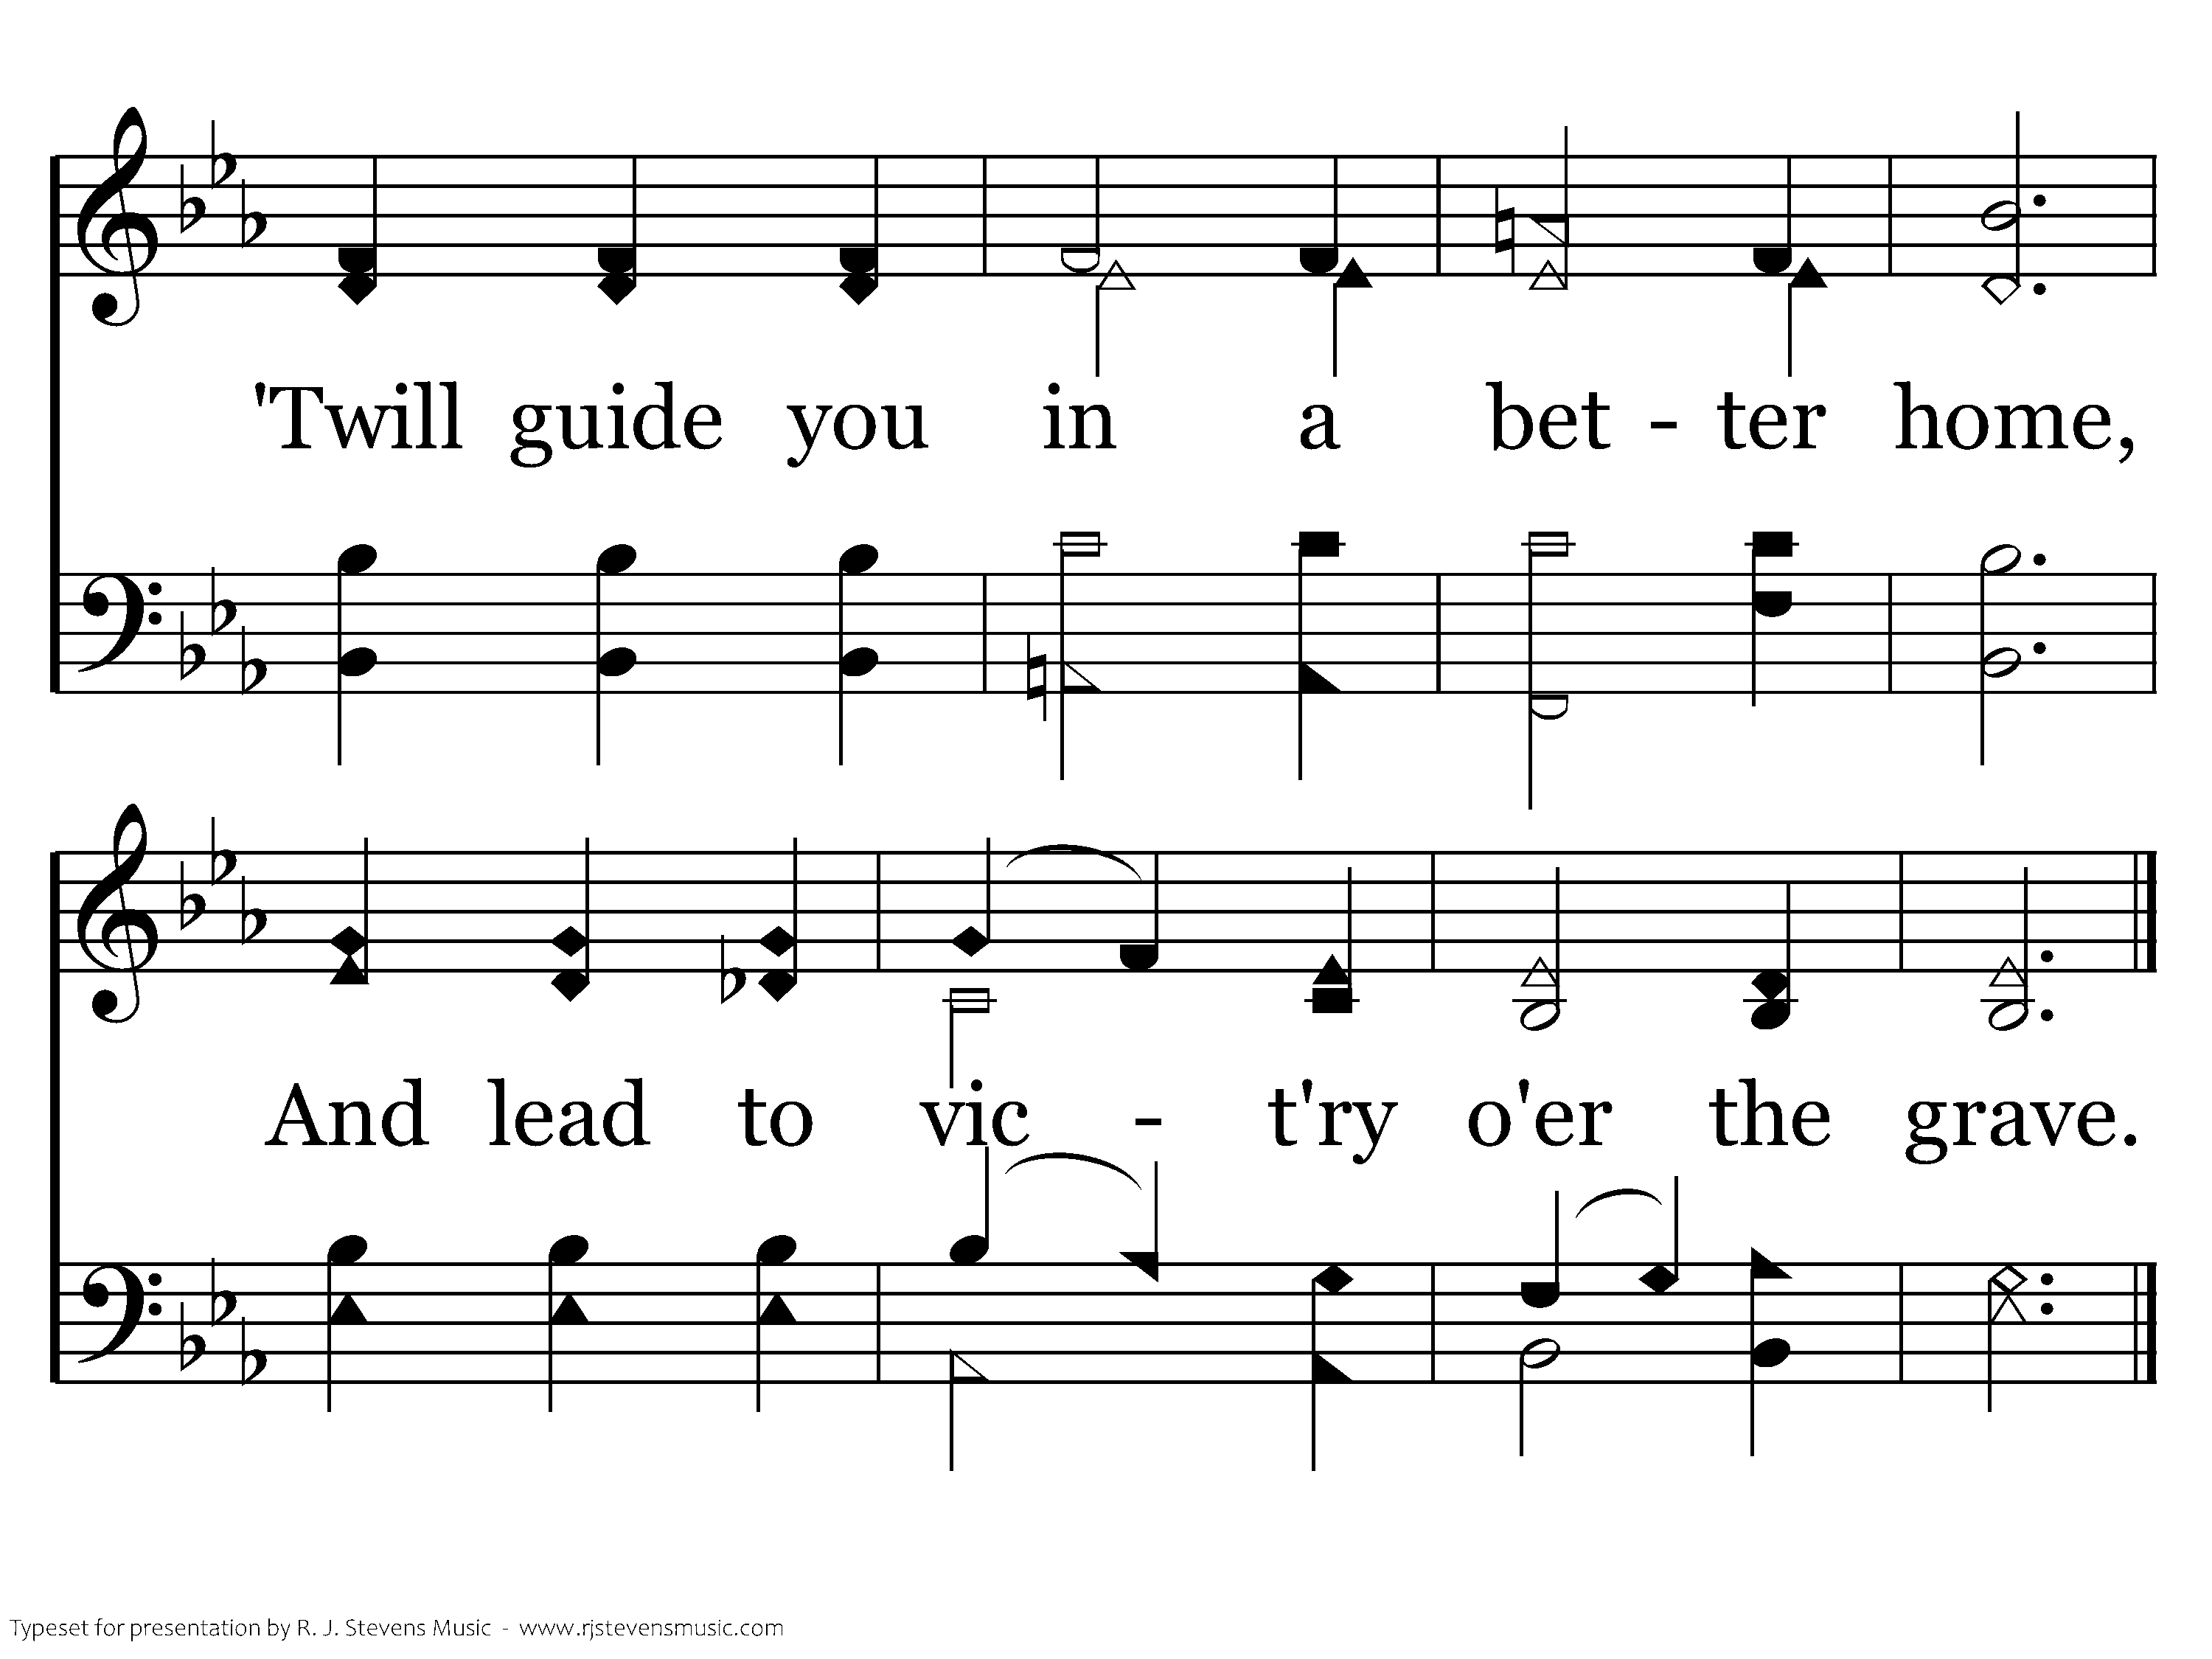 'Twill guide you in a bet - ter home,
And lead to vic - t'ry o'er the grave.
Typeset for presentation by R. J. Stevens Music - www.rjstevensmusic.com